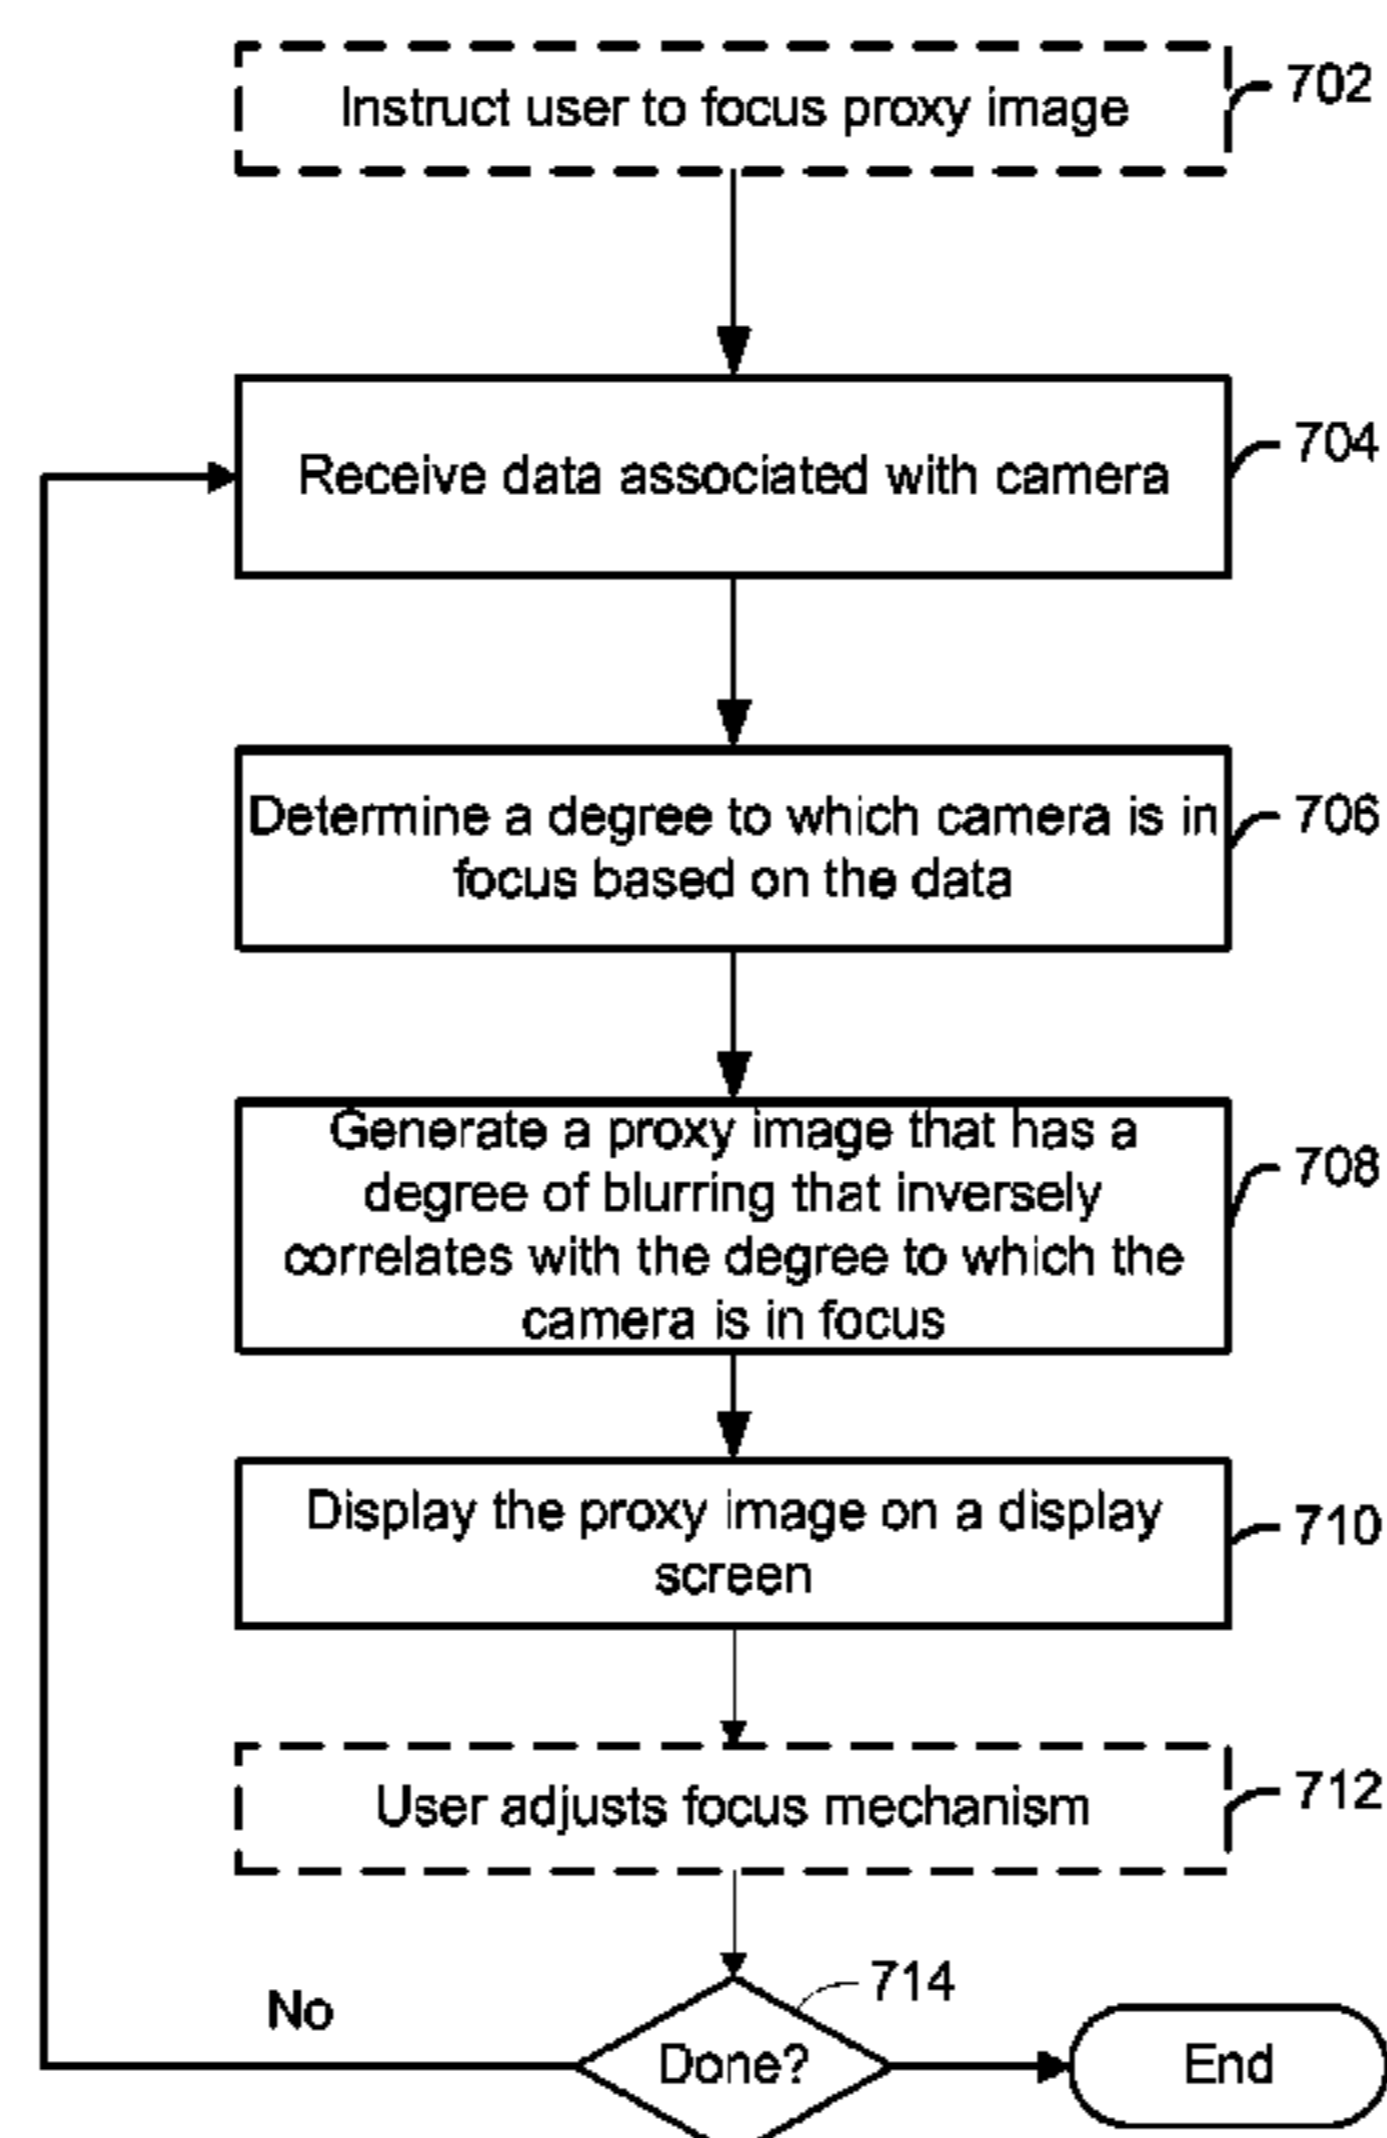 Instruct user to focus proxy image
702
Receive data associated with camera
704
Determine a degree to which camera is in
focus based on the data
706
Generate a proxy image that has a
degree of blurring that inversely
correlates with the degree to which the
camera is in focus
708
Display the proxy image on a display
screen
710
User adjusts focus mechanism
712
714
No
Done?
End